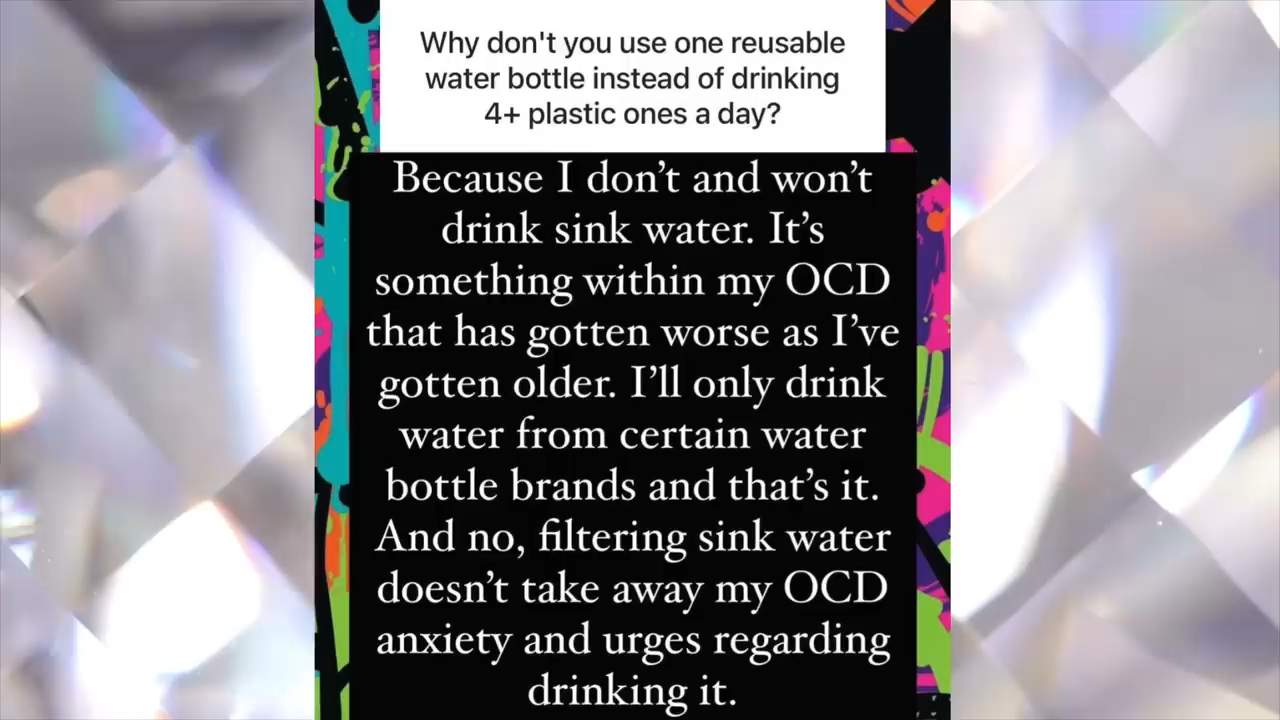 Why don't you use one reusable
water bottle instead of drinking
4+ plastic ones a day?
Because I don’t and won’t
drink sink water. It’s
something within my OCD
that has gotten worse as I’ve
gotten older. I’ll only drink
water from certain water
bottle brands and that’s it.
And no, filtering sink water
doesn’t take away my OCD
anxiety and urges regarding
drinking it.